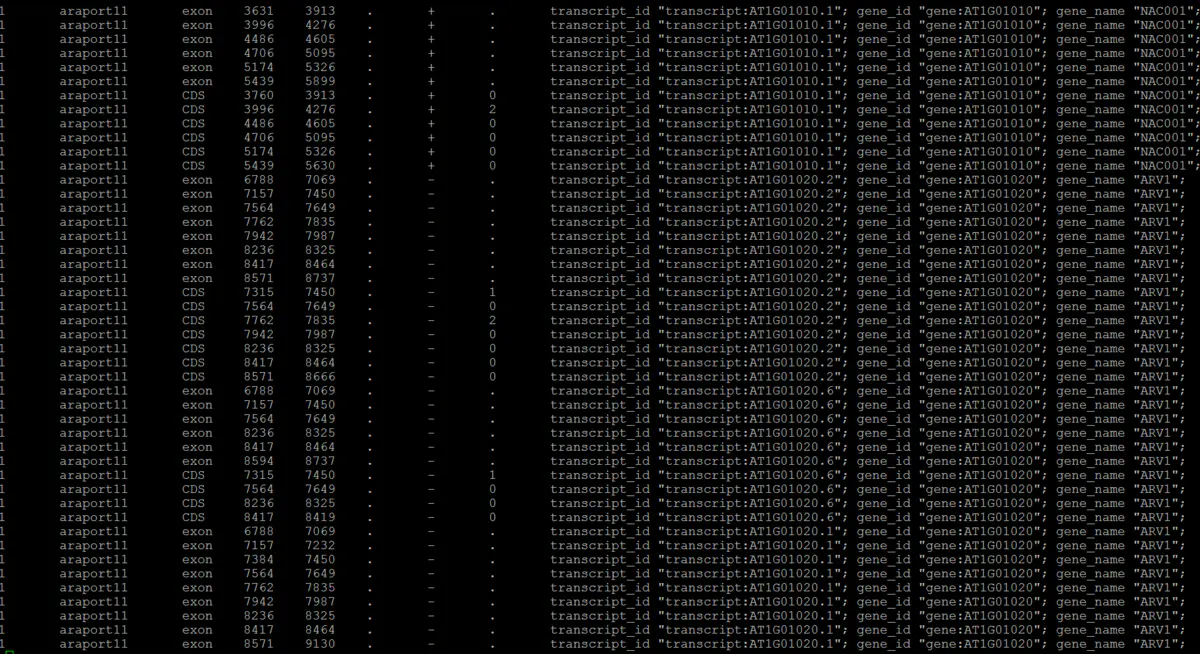 1 araport11 exon 3631 3913 . + . transcript_id "transcript:AT1G01010.1"; gene_id "gene:AT1G01010"; gene_name "NAC001";
1 araport11 exon 3996 4276 . + . transcript_id "transcript:AT1G01010.1"; gene_id "gene:AT1G01010"; gene_name "NAC001";
1 araport11 exon 4486 4605 . + . transcript_id "transcript:AT1G01010.1"; gene_id "gene:AT1G01010"; gene_name "NAC001";
1 araport11 exon 4706 5095 . + . transcript_id "transcript:AT1G01010.1"; gene_id "gene:AT1G01010"; gene_name "NAC001";
1 araport11 exon 5174 5326 . + . transcript_id "transcript:AT1G01010.1"; gene_id "gene:AT1G01010"; gene_name "NAC001";
1 araport11 exon 5439 5899 . + . transcript_id "transcript:AT1G01010.1"; gene_id "gene:AT1G01010"; gene_name "NAC001";
1 araport11 CDS 3760 3913 . + 0 transcript_id "transcript:AT1G01010.1"; gene_id "gene:AT1G01010"; gene_name "NAC001";
1 araport11 CDS 3996 4276 . + 2 transcript_id "transcript:AT1G01010.1"; gene_id "gene:AT1G01010"; gene_name "NAC001";
1 araport11 CDS 4486 4605 . + 0 transcript_id "transcript:AT1G01010.1"; gene_id "gene:AT1G01010"; gene_name "NAC001";
1 araport11 CDS 4706 5095 . + 0 transcript_id "transcript:AT1G01010.1"; gene_id "gene:AT1G01010"; gene_name "NAC001";
1 araport11 CDS 5174 5326 . + 0 transcript_id "transcript:AT1G01010.1"; gene_id "gene:AT1G01010"; gene_name "NAC001";
1 araport11 CDS 5439 5630 . + 0 transcript_id "transcript:AT1G01010.1"; gene_id "gene:AT1G01010"; gene_name "NAC001";
1 araport11 exon 6788 7069 . - . transcript_id "transcript:AT1G01020.2"; gene_id "gene:AT1G01020"; gene_name "ARV1";
1 araport11 exon 7157 7450 . - . transcript_id "transcript:AT1G01020.2"; gene_id "gene:AT1G01020"; gene_name "ARV1";
1 araport11 exon 7564 7649 . - . transcript_id "transcript:AT1G01020.2"; gene_id "gene:AT1G01020"; gene_name "ARV1";
1 araport11 exon 7762 7835 . - . transcript_id "transcript:AT1G01020.2"; gene_id "gene:AT1G01020"; gene_name "ARV1";
1 araport11 exon 7942 7987 . - . transcript_id "transcript:AT1G01020.2"; gene_id "gene:AT1G01020"; gene_name "ARV1";
1 araport11 exon 8236 8325 . - . transcript_id "transcript:AT1G01020.2"; gene_id "gene:AT1G01020"; gene_name "ARV1";
1 araport11 exon 8417 8464 . - . transcript_id "transcript:AT1G01020.2"; gene_id "gene:AT1G01020"; gene_name "ARV1";
1 araport11 exon 8571 8737 . - . transcript_id "transcript:AT1G01020.2"; gene_id "gene:AT1G01020"; gene_name "ARV1";
1 araport11 CDS 7315 7450 . - 1 transcript_id "transcript:AT1G01020.2"; gene_id "gene:AT1G01020"; gene_name "ARV1";
1 araport11 CDS 7564 7649 . - 0 transcript_id "transcript:AT1G01020.2"; gene_id "gene:AT1G01020"; gene_name "ARV1";
1 araport11 CDS 7762 7835 . - 2 transcript_id "transcript:AT1G01020.2"; gene_id "gene:AT1G01020"; gene_name "ARV1";
1 araport11 CDS 7942 7987 . - 0 transcript_id "transcript:AT1G01020.2"; gene_id "gene:AT1G01020"; gene_name "ARV1";
1 araport11 CDS 8236 8325 . - 0 transcript_id "transcript:AT1G01020.2"; gene_id "gene:AT1G01020"; gene_name "ARV1";
1 araport11 CDS 8417 8464 . - 0 transcript_id "transcript:AT1G01020.2"; gene_id "gene:AT1G01020"; gene_name "ARV1";
1 araport11 CDS 8571 8666 . - 0 transcript_id "transcript:AT1G01020.2"; gene_id "gene:AT1G01020"; gene_name "ARV1";
1 araport11 exon 6788 7069 . - . transcript_id "transcript:AT1G01020.6"; gene_id "gene:AT1G01020"; gene_name "ARV1";
1 araport11 exon 7157 7450 . - . transcript_id "transcript:AT1G01020.6"; gene_id "gene:AT1G01020"; gene_name "ARV1";
1 araport11 exon 7564 7649 . - . transcript_id "transcript:AT1G01020.6"; gene_id "gene:AT1G01020"; gene_name "ARV1";
1 araport11 exon 8236 8325 . - . transcript_id "transcript:AT1G01020.6"; gene_id "gene:AT1G01020"; gene_name "ARV1";
1 araport11 exon 8417 8464 . - . transcript_id "transcript:AT1G01020.6"; gene_id "gene:AT1G01020"; gene_name "ARV1";
1 araport11 exon 8594 8737 . - . transcript_id "transcript:AT1G01020.6"; gene_id "gene:AT1G01020"; gene_name "ARV1";
1 araport11 CDS 7315 7450 . - 1 transcript_id "transcript:AT1G01020.6"; gene_id "gene:AT1G01020"; gene_name "ARV1";
1 araport11 CDS 7564 7649 . - 0 transcript_id "transcript:AT1G01020.6"; gene_id "gene:AT1G01020"; gene_name "ARV1";
1 araport11 CDS 8236 8325 . - 0 transcript_id "transcript:AT1G01020.6"; gene_id "gene:AT1G01020"; gene_name "ARV1";
1 araport11 CDS 8417 8419 . - 0 transcript_id "transcript:AT1G01020.6"; gene_id "gene:AT1G01020"; gene_name "ARV1";
1 araport11 exon 6788 7069 . - . transcript_id "transcript:AT1G01020.1"; gene_id "gene:AT1G01020"; gene_name "ARV1";
1 araport11 exon 7157 7232 . - . transcript_id "transcript:AT1G01020.1"; gene_id "gene:AT1G01020"; gene_name "ARV1";
1 araport11 exon 7384 7450 . - . transcript_id "transcript:AT1G01020.1"; gene_id "gene:AT1G01020"; gene_name "ARV1";
1 araport11 exon 7564 7649 . - . transcript_id "transcript:AT1G01020.1"; gene_id "gene:AT1G01020"; gene_name "ARV1";
1 araport11 exon 7762 7835 . - . transcript_id "transcript:AT1G01020.1"; gene_id "gene:AT1G01020"; gene_name "ARV1";
1 araport11 exon 7942 7987 . - . transcript_id "transcript:AT1G01020.1"; gene_id "gene:AT1G01020"; gene_name "ARV1";
1 araport11 exon 8236 8325 . - . transcript_id "transcript:AT1G01020.1"; gene_id "gene:AT1G01020"; gene_name "ARV1";
1 araport11 exon 8417 8464 . - . transcript_id "transcript:AT1G01020.1"; gene_id "gene:AT1G01020"; gene_name "ARV1";
1 araport11 exon 8571 9130 . - . transcript_id "transcript:AT1G01020.1"; gene_id "gene:AT1G01020"; gene_name "ARV1";